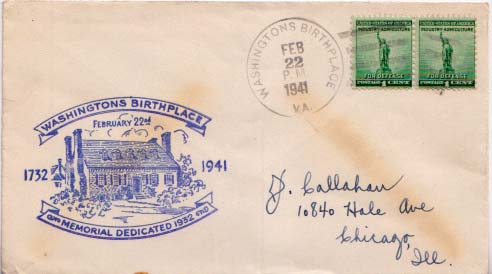 WASHINGTONS BIRTHPLACE
FEB
22
P M
1941
VA.
UNITED STATES OF AMERICA
INDUSTRY AGRICULTURE
FOR DEFENSE
POSTAGE 1 CENT
UNITED STATES OF AMERICA
INDUSTRY AGRICULTURE
FOR DEFENSE
POSTAGE 1 CENT
WASHINGTONS BIRTHPLACE
FEBRUARY 22nd
1732 1941
MEMORIAL DEDICATED 1932
J. Callahan
10840 Hale Ave
Chicago,
Ill.